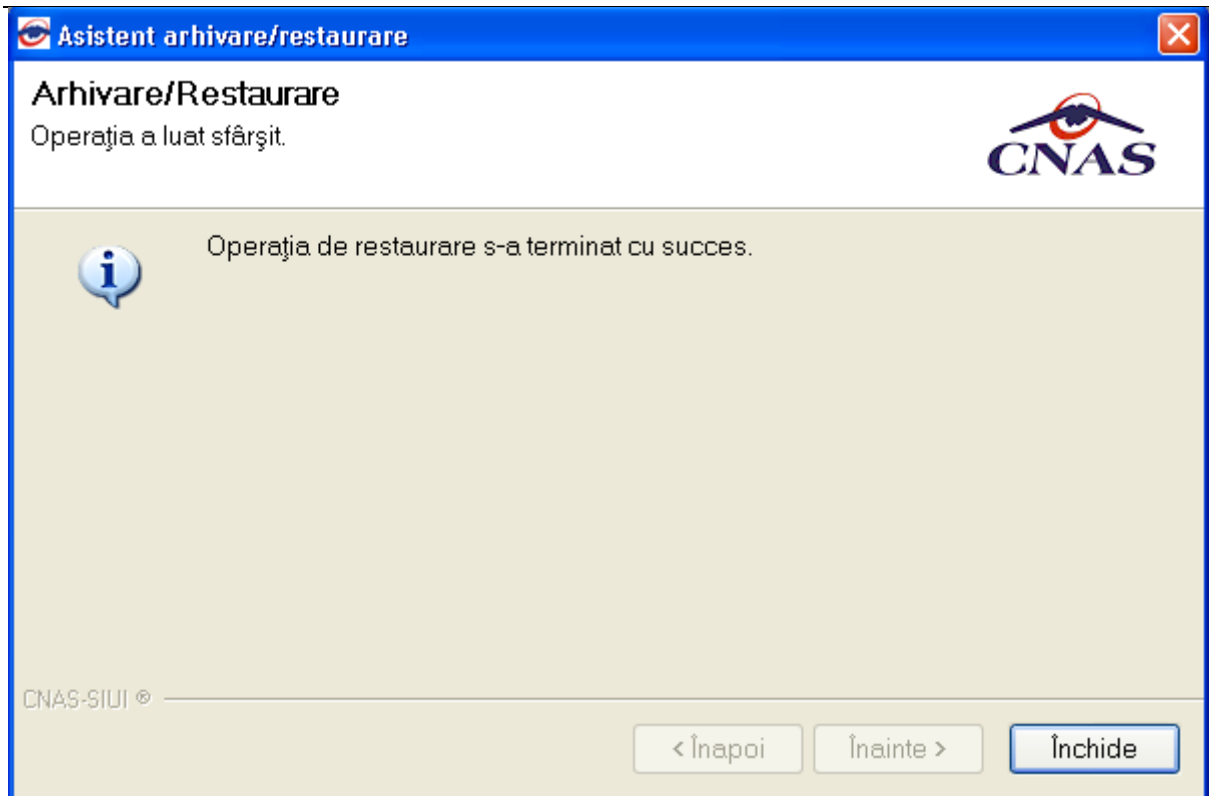 Asistent arhivare/restaurare
Arhivare/Restaurare
Operaţia a luat sfârşit.
CNAS
Operaţia de restaurare s-a terminat cu succes.
CNAS-SIUI ®
< Înapoi
Înainte >
Închide